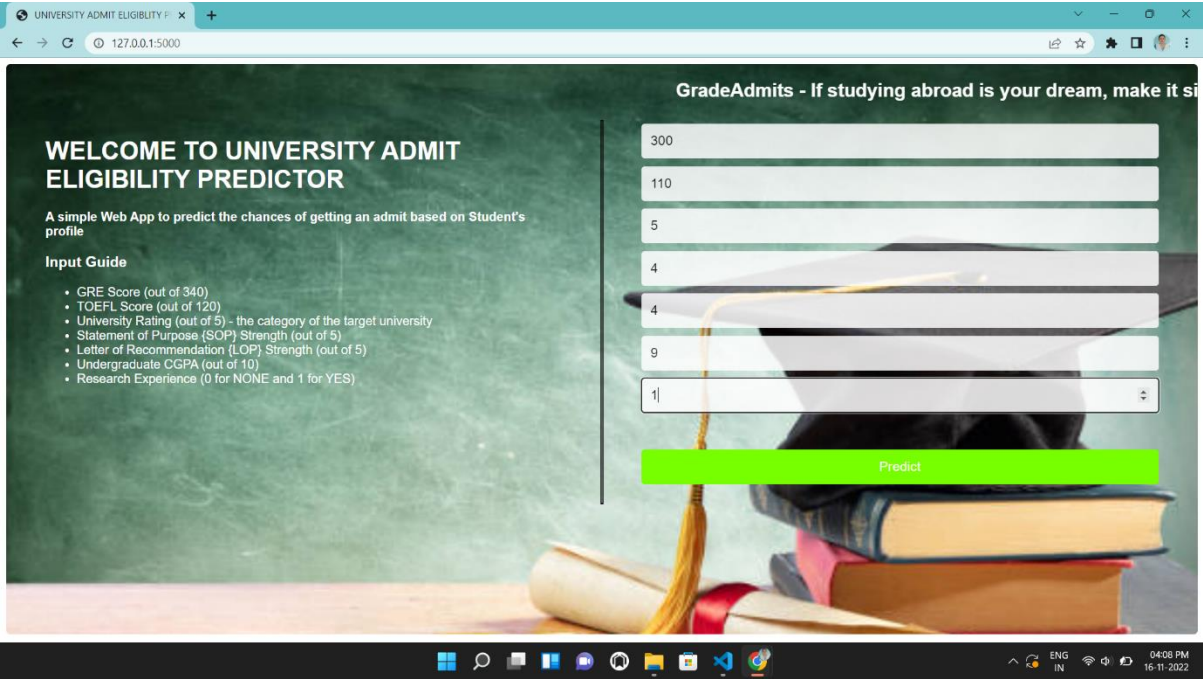 UNIVERSITY ADMIT ELIGIBLITY P
127.0.0.1:5000
GradeAdmits - If studying abroad is your dream, make it si
WELCOME TO UNIVERSITY ADMIT
ELIGIBILITY PREDICTOR
A simple Web App to predict the chances of getting an admit based on Student's
profile
Input Guide
GRE Score (out of 340)
TOEFL Score (out of 120)
University Rating (out of 5) - the category of the target university
Statement of Purpose {SOP} Strength (out of 5)
Letter of Recommendation {LOP} Strength (out of 5)
Undergraduate CGPA (out of 10)
Research Experience (0 for NONE and 1 for YES)
300
110
5
4
4
9
1
Predict
ENG
IN
04:08 PM
16-11-2022